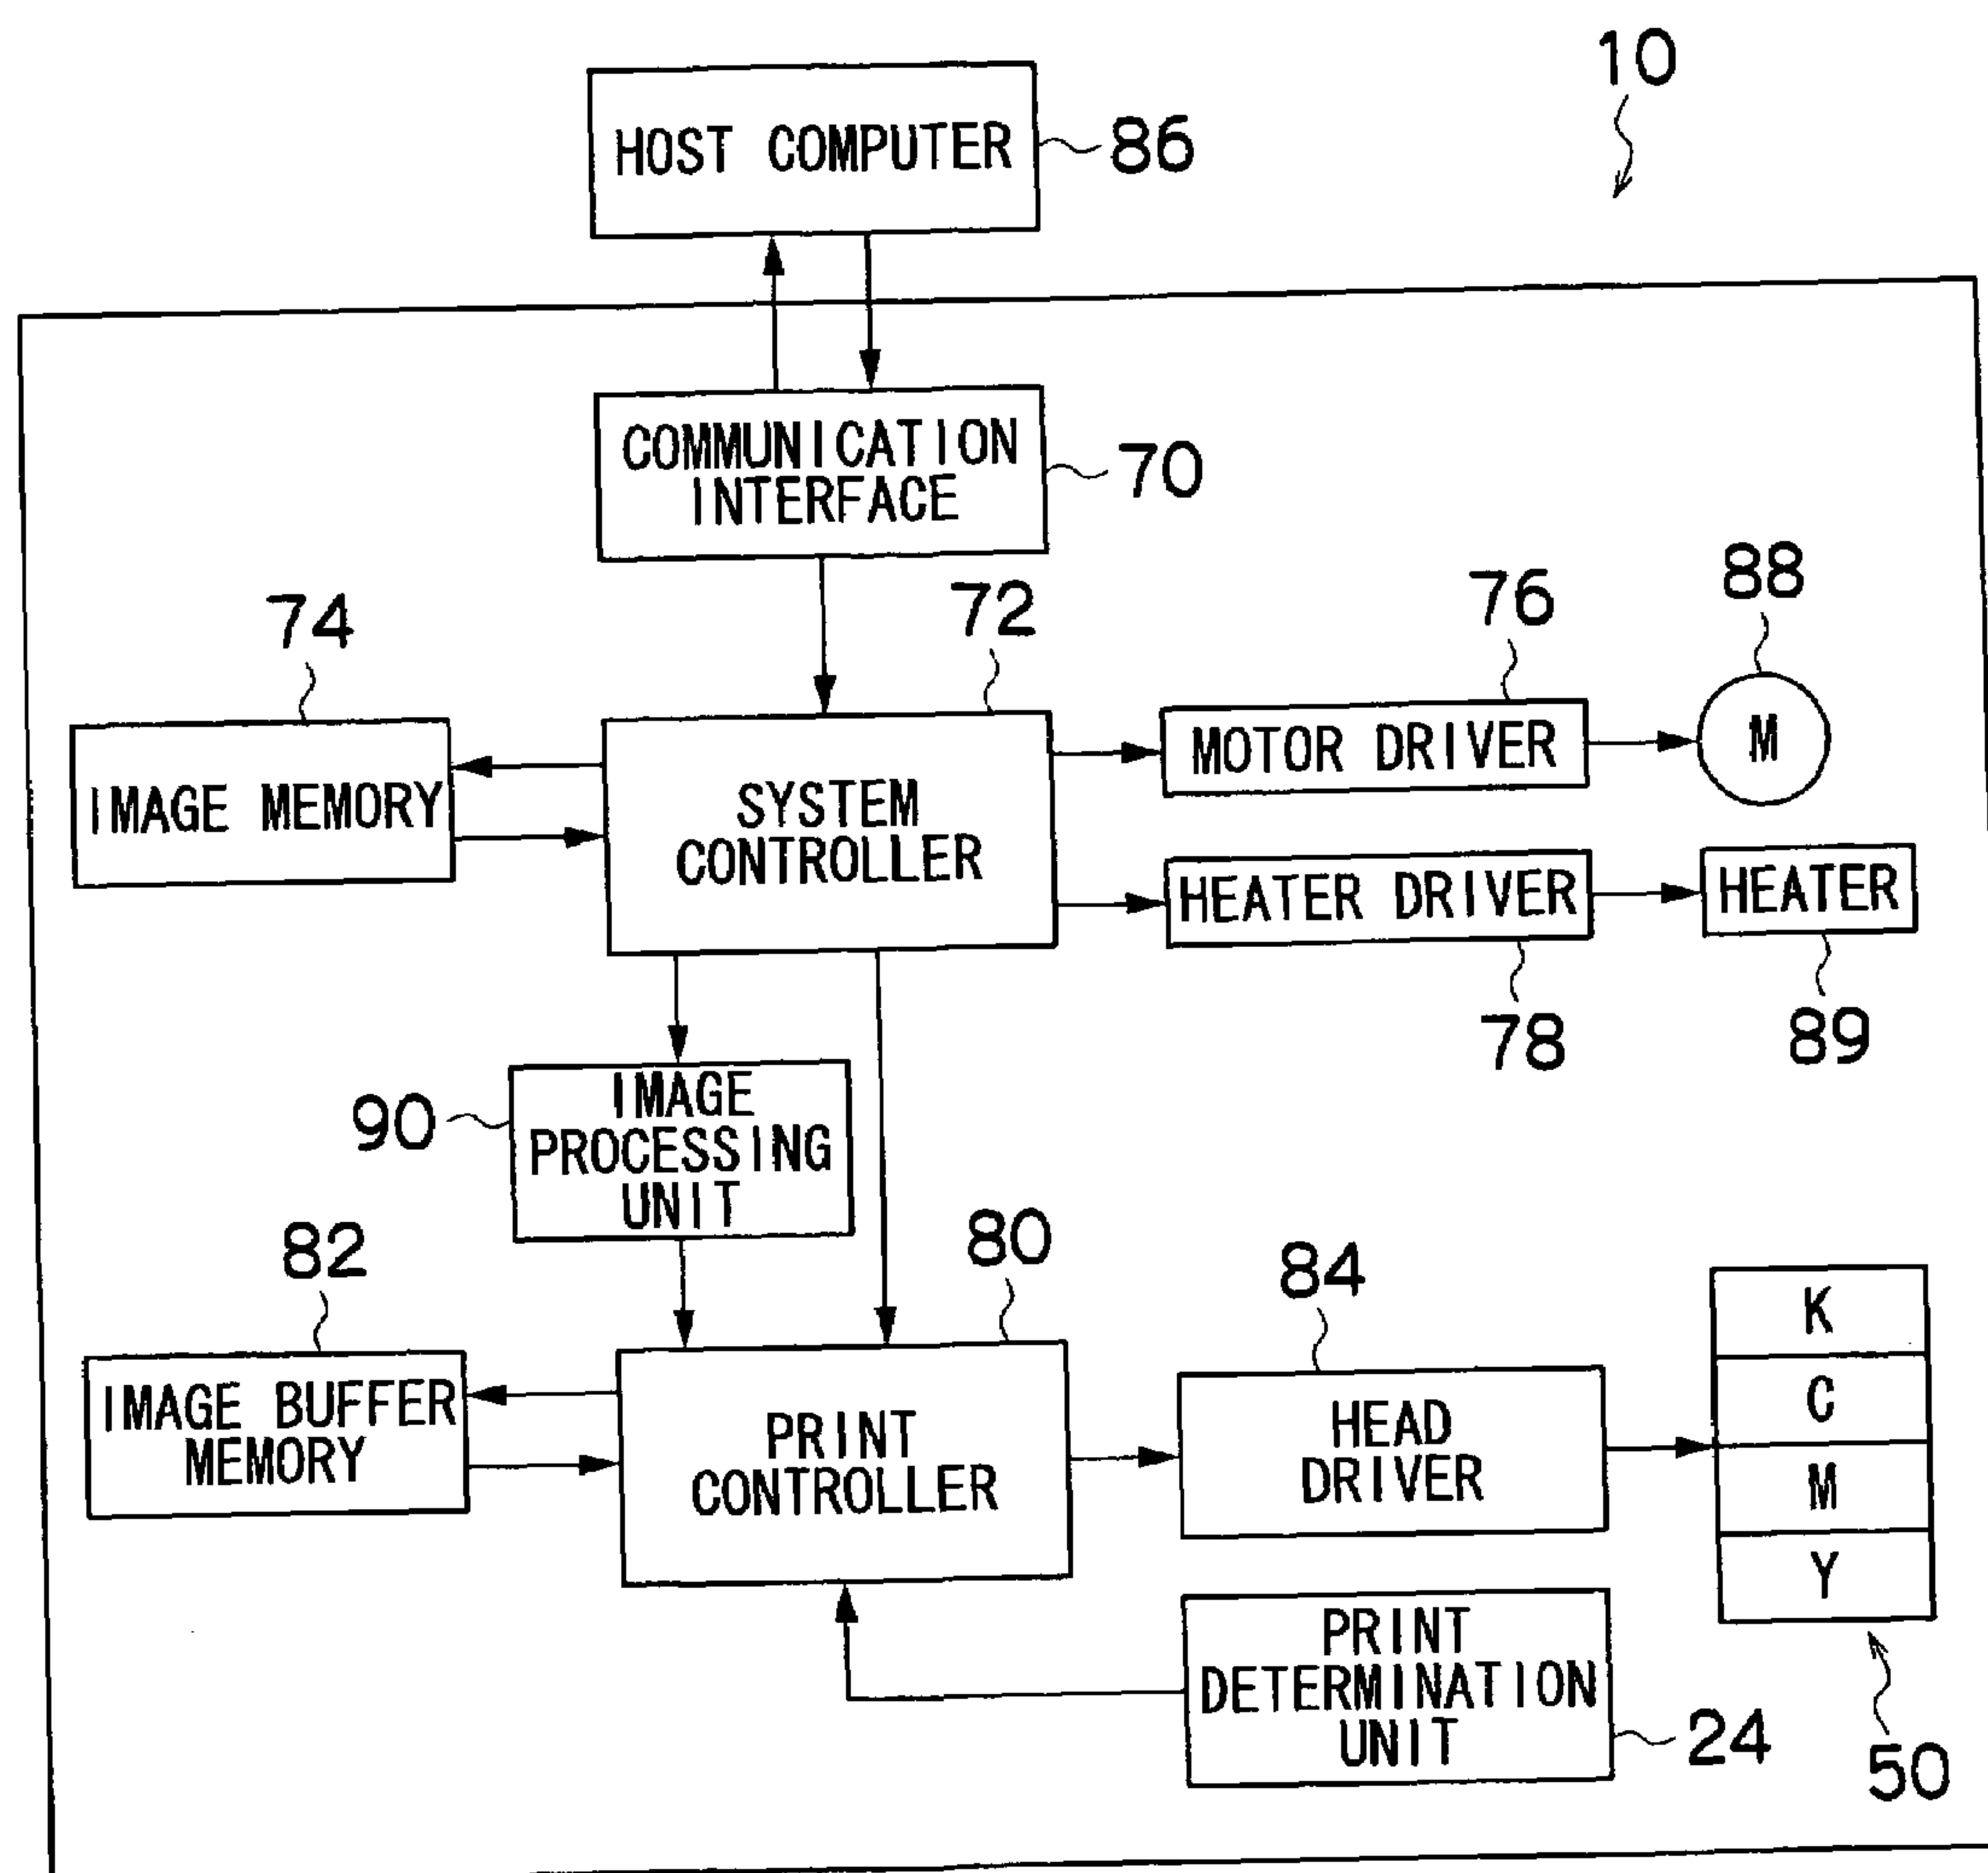 10
HOST COMPUTER
86
COMMUNICATION
INTERFACE
70
74
72
76
88
IMAGE MEMORY
SYSTEM
CONTROLLER
MOTOR DRIVER
M
HEATER DRIVER
HEATER
78
89
90
IMAGE
PROCESSING
UNIT
82
80
84
IMAGE BUFFER
MEMORY
PRINT
CONTROLLER
HEAD
DRIVER
K
C
M
Y
PRINT
DETERMINATION
UNIT
24
50